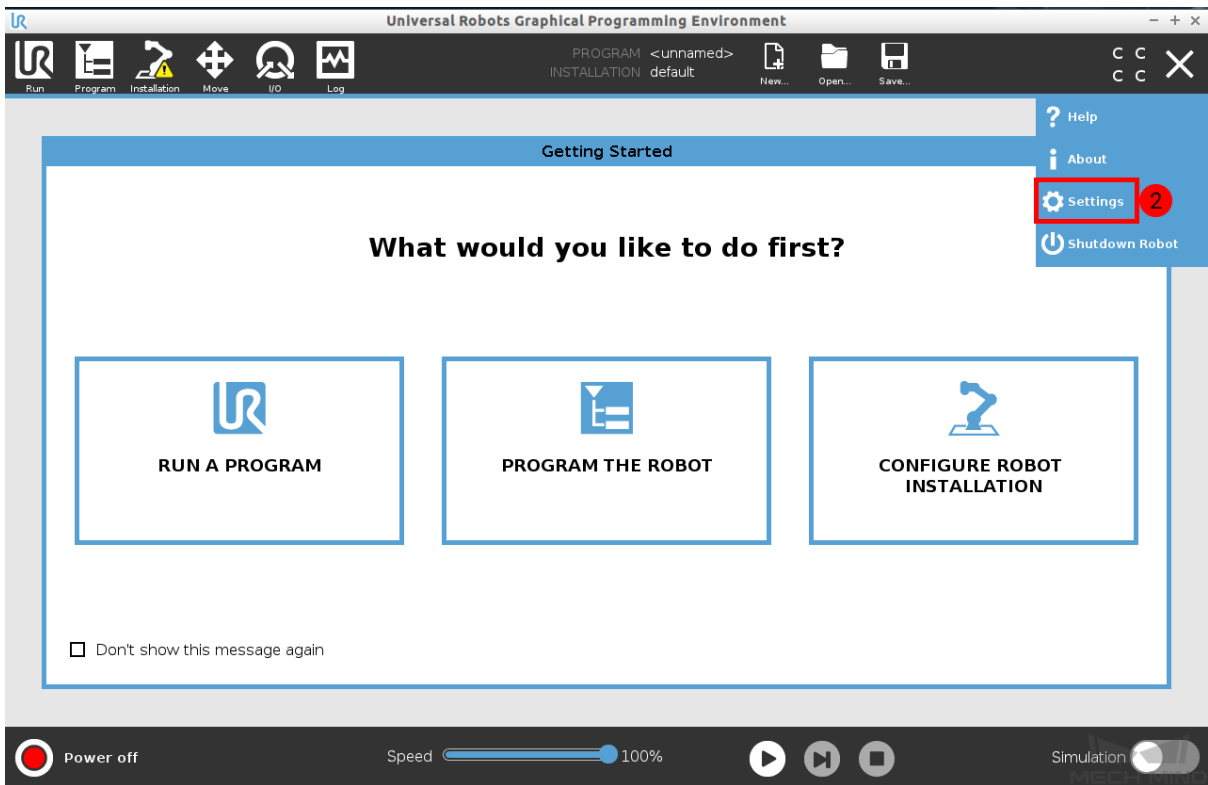 Universal Robots Graphical Programming Environment
PROGRAM <unnamed>
INSTALLATION default
Run
Program
Installation
Move
I/O
Log
New...
Open...
Save...
C C
C C
? Help
i About
Settings 2
Shutdown Robot
Getting Started
What would you like to do first?
RUN A PROGRAM
PROGRAM THE ROBOT
CONFIGURE ROBOT
INSTALLATION
Don't show this message again
Power off
Speed
100%
Simulation
MECH MIND